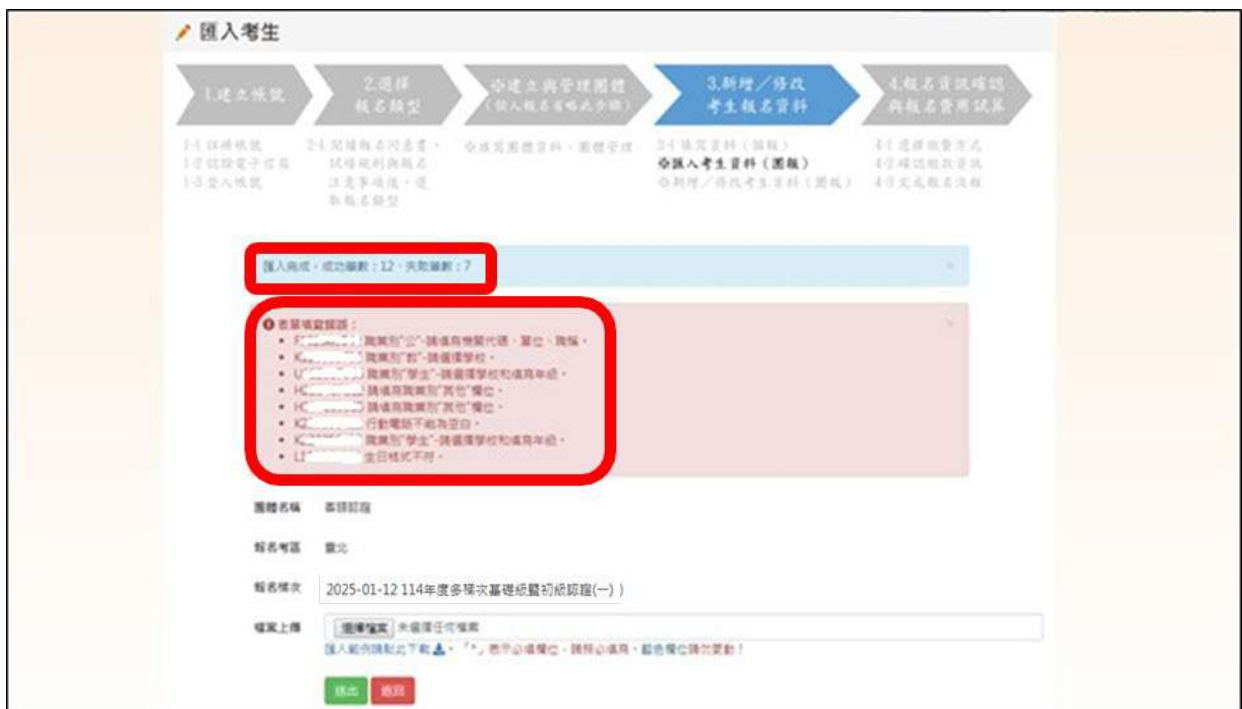 匯入考生
1.建立帳號
2.選擇
報名類型
※建立與管理團體
(個人報名省略此步驟)
3.新增／修改
考生報名資料
4.報名資訊確認
與報名費用試算
1-1 註冊帳號
1-2 認證電子信箱
1-3 登入帳號
2-1 閱讀報名同意書、
試場規則與報名
注意事項後，選
取報名類型
※填寫團體資料、團體管理
3-1 填寫資料（個報）
※匯入考生資料（團報）
※新增／修改考生資料（團報）
4-1 選擇繳費方式
4-2 確認繳款資訊
4-3 完成報名流程
匯入完成，成功筆數：12，失敗筆數：7
表單填寫錯誤：
職業別"公"-請填寫機關代碼、單位、職稱。
職業別"教"-請選擇學校。
職業別"學生"-請選擇學校和填寫年級。
請填寫職業別"其他"欄位。
請填寫職業別"其他"欄位。
行動電話不能為空白。
職業別"學生"-請選擇學校和填寫年級。
生日格式不符。
團體名稱 客語認證
報名考區 臺北
報名梯次 2025-01-12 114年度多梯次基礎級暨初級認證(一) )
檔案上傳 選擇檔案 未選擇任何檔案
匯入範例請點此下載。「*」表示必填欄位，請務必填寫，藍色欄位請勿更動！
送出 返回